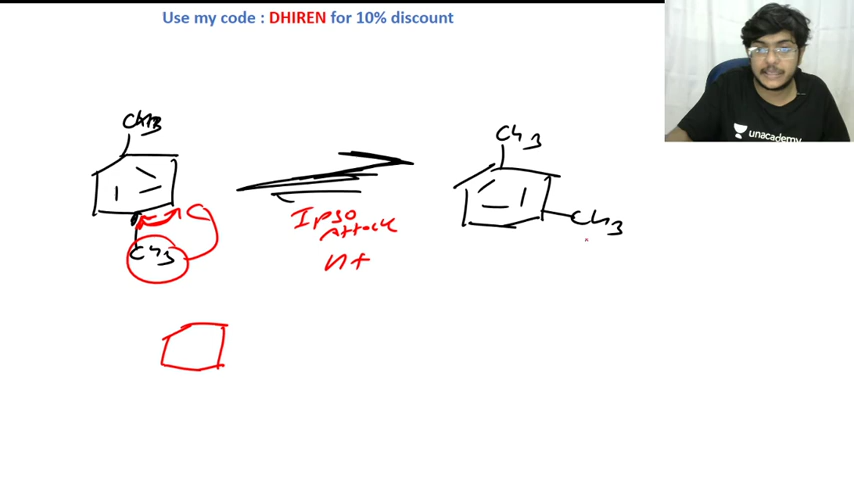 Use my code : DHIREN for 10% discount
unacademy
CH3
CH3
CH3
CH3
Ipso
Attack
H+